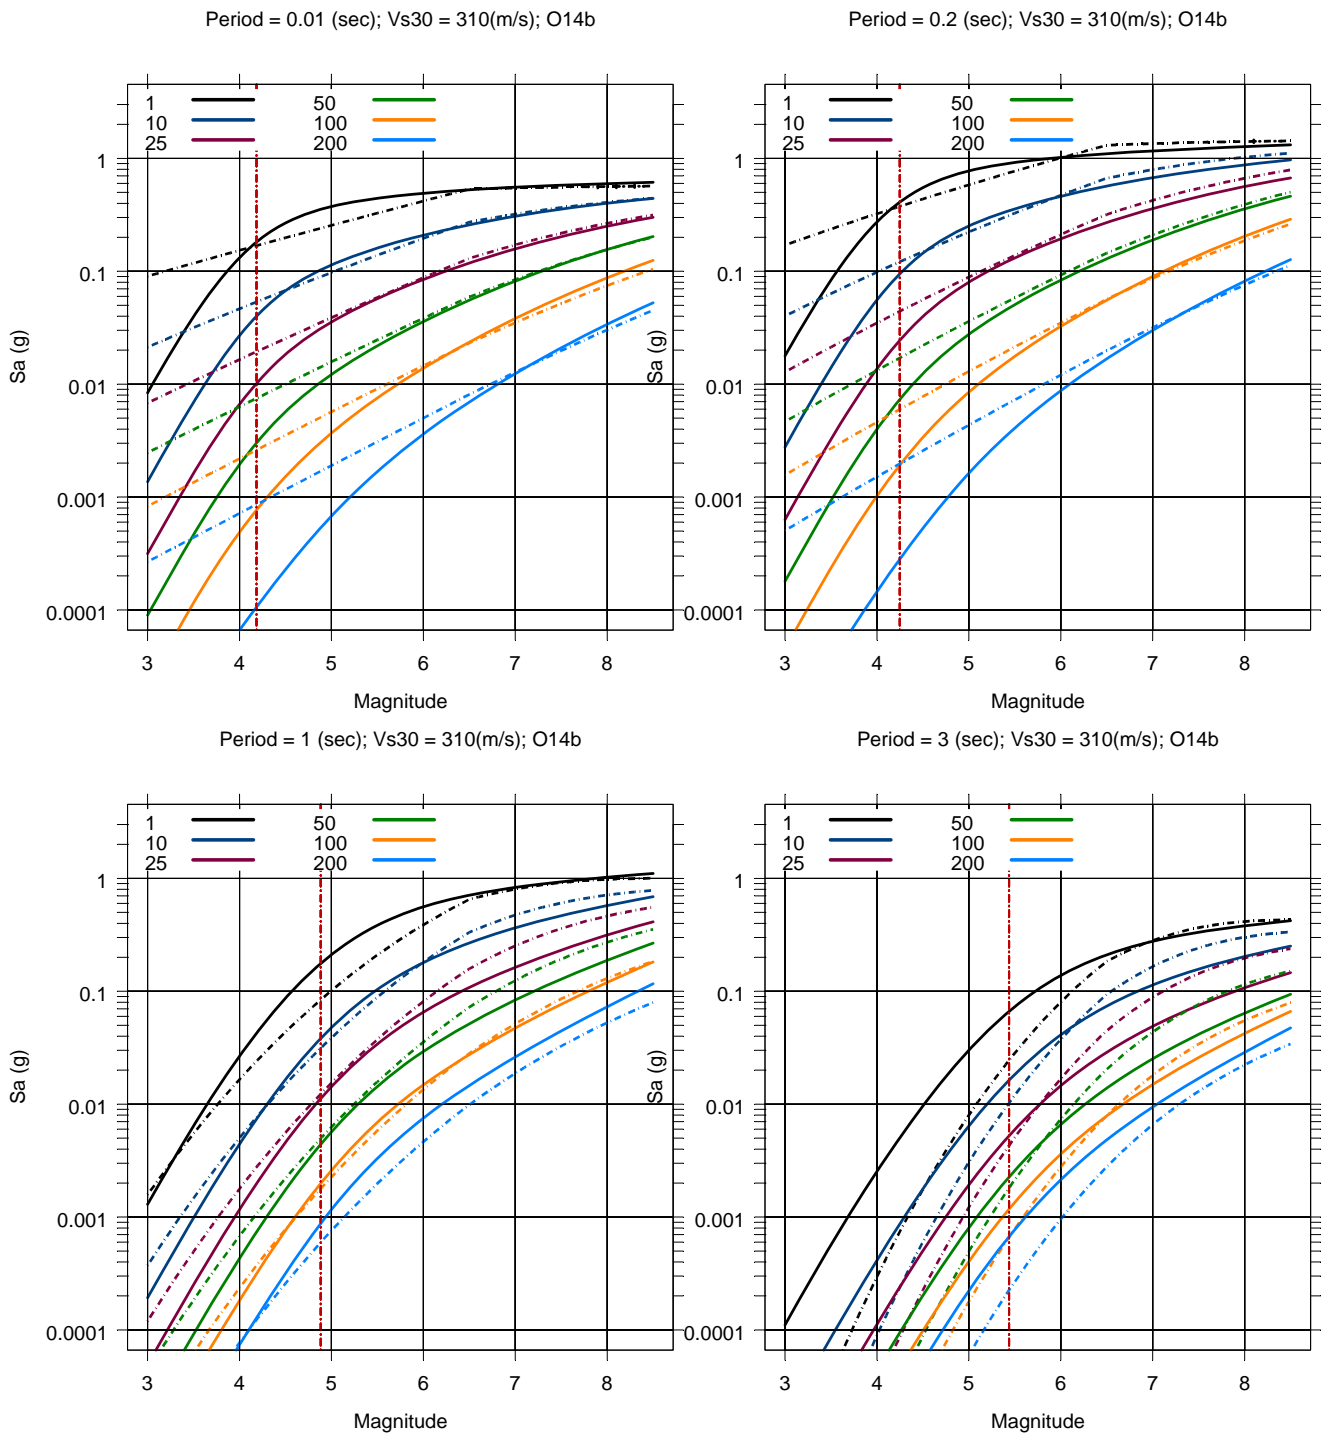 Period = 0.01 (sec); Vs30 = 310(m/s); O14b
1 50
10 100
25 200
1
0.1
0.01
0.001
0.0001
Sa (g)
3 4 5 6 7 8
Magnitude
Period = 0.2 (sec); Vs30 = 310(m/s); O14b
1 50
10 100
25 200
1
0.1
0.01
0.001
0.0001
Sa (g)
3 4 5 6 7 8
Magnitude
Period = 1 (sec); Vs30 = 310(m/s); O14b
1 50
10 100
25 200
1
0.1
0.01
0.001
0.0001
Sa (g)
3 4 5 6 7 8
Magnitude
Period = 3 (sec); Vs30 = 310(m/s); O14b
1 50
10 100
25 200
1
0.1
0.01
0.001
0.0001
Sa (g)
3 4 5 6 7 8
Magnitude